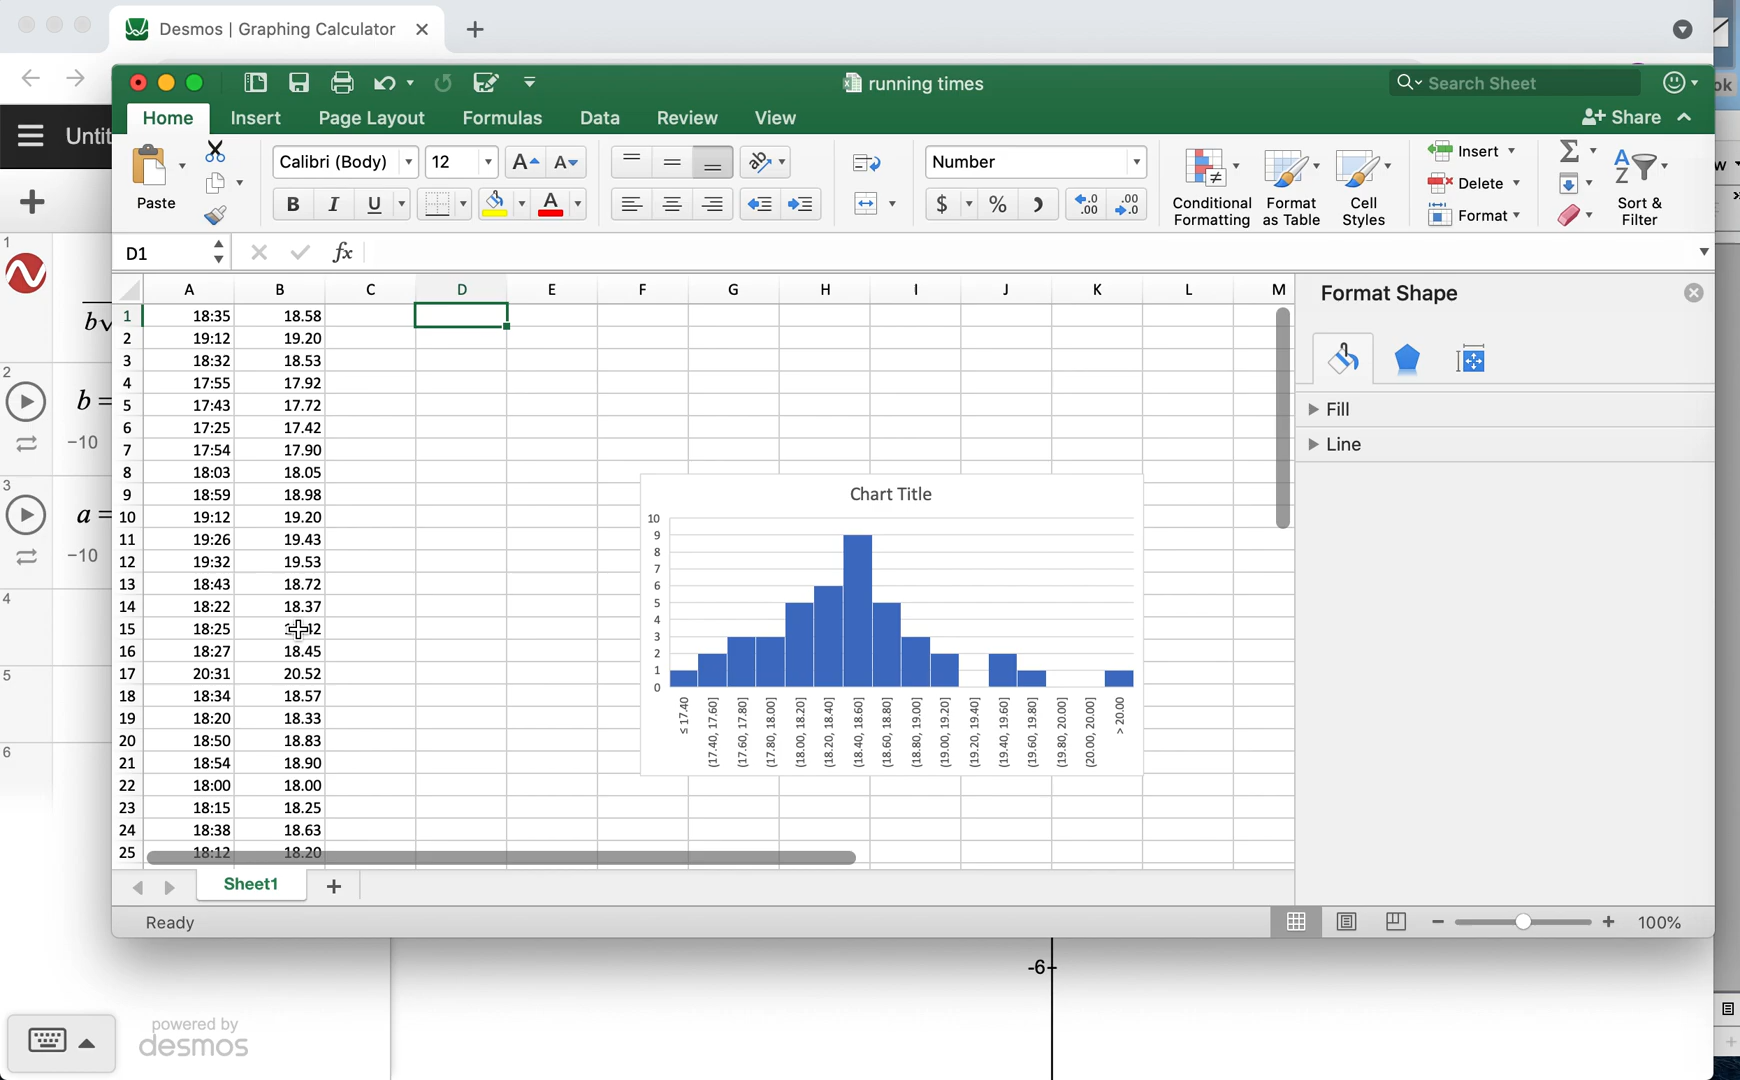 Desmos | Graphing Calculator
running times
Search Sheet
ok
Untit
Home Insert Page Layout Formulas Data Review View
Share
Paste
Calibri (Body) 12
B I U A
Number
$ %
Conditional Formatting
Format as Table
Cell Styles
Insert
Delete
Format
Sort & Filter
D1 fx
A B C D E F G H I J K L M
1 18:35 18.58
2 19:12 19.20
3 18:32 18.53
4 17:55 17.92
5 17:43 17.72
6 17:25 17.42
7 17:54 17.90
8 18:03 18.05
9 18:59 18.98
10 19:12 19.20
11 19:26 19.43
12 19:32 19.53
13 18:43 18.72
14 18:22 18.37
15 18:25
16 18:27 18.45
17 20:31 20.52
18 18:34 18.57
19 18:20 18.33
20 18:50 18.83
21 18:54 18.90
22 18:00 18.00
23 18:15 18.25
24 18:38 18.63
25 18:12 18.20
Chart Title
10
9
8
7
6
5
4
3
2
1
0
≤ 17.40
(17.40, 17.60]
(17.60, 17.80]
(17.80, 18.00]
(18.00, 18.20]
(18.20, 18.40]
(18.40, 18.60]
(18.60, 18.80]
(18.80, 19.00]
(19.00, 19.20]
(19.20, 19.40]
(19.40, 19.60]
(19.60, 19.80]
(19.80, 20.00]
(20.00, 20.00]
> 20.00
Format Shape
Fill
Line
1
b√
2
b =
-10
3
a =
-10
4
5
6
Sheet1
Ready
100%
-6
powered by
desmos